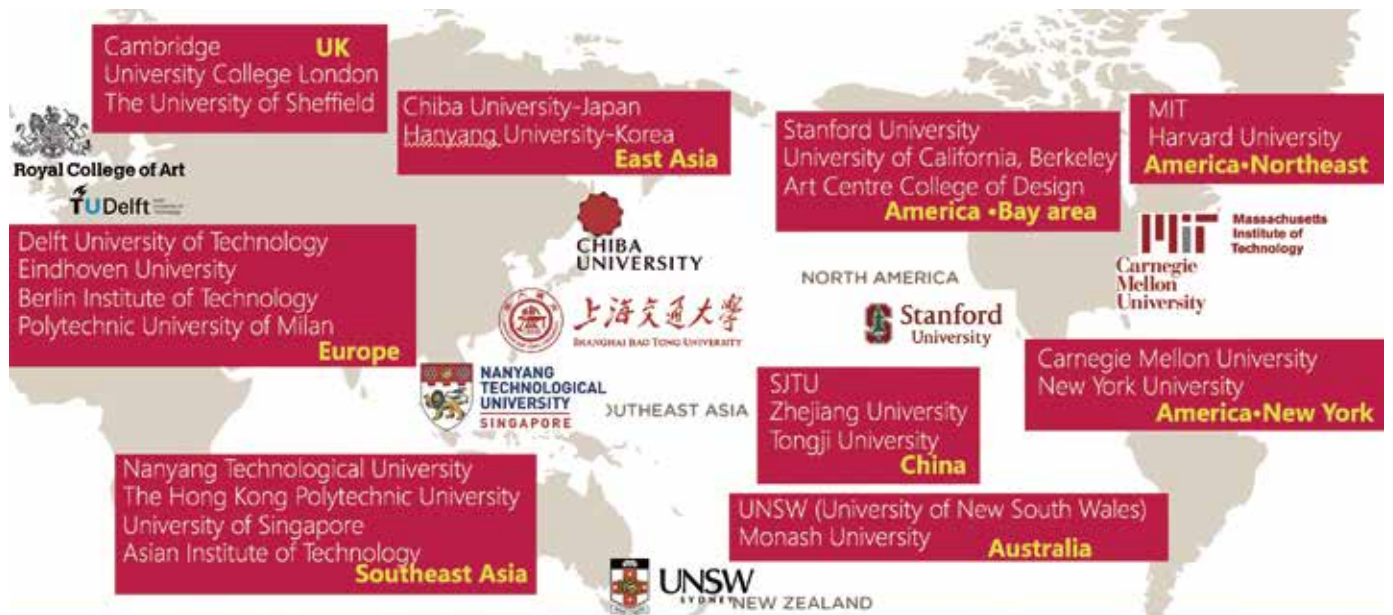 Cambridge UK
University College London
The University of Sheffield
Royal College of Art
TUDelft
Chiba University-Japan
Hanyang University-Korea
East Asia
Stanford University
University of California, Berkeley
Art Centre College of Design
America •Bay area
MIT
Harvard University
America•Northeast
Delft University of Technology
Eindhoven University
Berlin Institute of Technology
Polytechnic University of Milan
Europe
CHIBA
UNIVERSITY
上海交通大學
SHANGHAI JIAO TONG UNIVERSITY
NANYANG
TECHNOLOGICAL
UNIVERSITY
SINGAPORE
OUTHEAST ASIA
NORTH AMERICA
Stanford
University
Massachusetts
Institute of
Technology
Carnegie
Mellon
University
Carnegie Mellon University
New York University
America•New York
SJTU
Zhejiang University
Tongji University
China
Nanyang Technological University
The Hong Kong Polytechnic University
University of Singapore
Asian Institute of Technology
Southeast Asia
UNSW (University of New South Wales)
Monash University
Australia
UNSW
SYDNEY
NEW ZEALAND